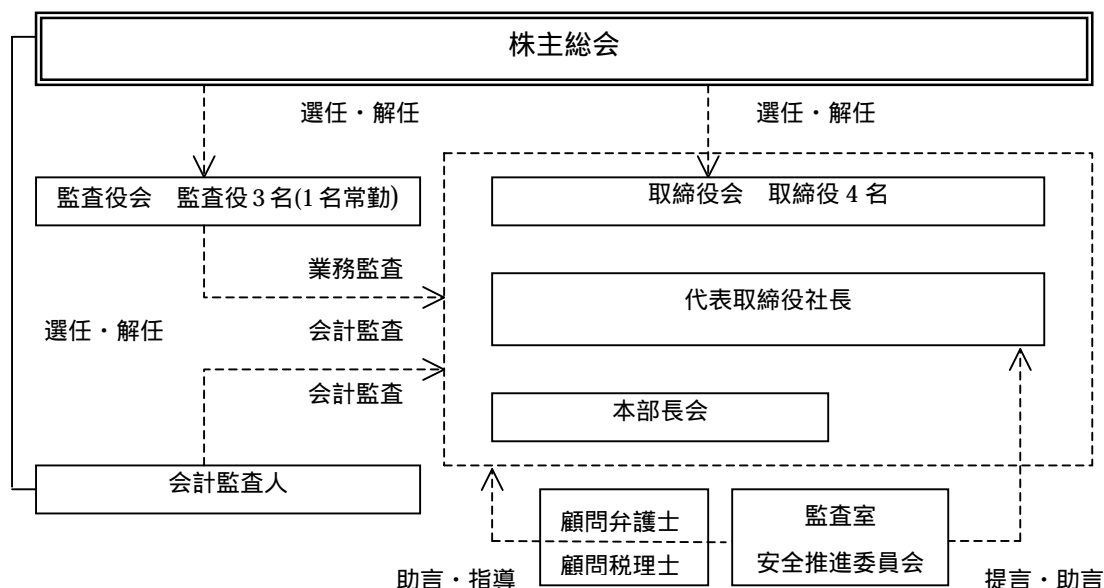 株主総会
選任・解任
選任・解任
監査役会 監査役3名(1名常勤)
取締役会 取締役4名
業務監査
代表取締役社長
選任・解任
会計監査
会計監査
本部長会
会計監査人
顧問弁護士
顧問税理士
監査室
安全推進委員会
助言・指導
提言・助言